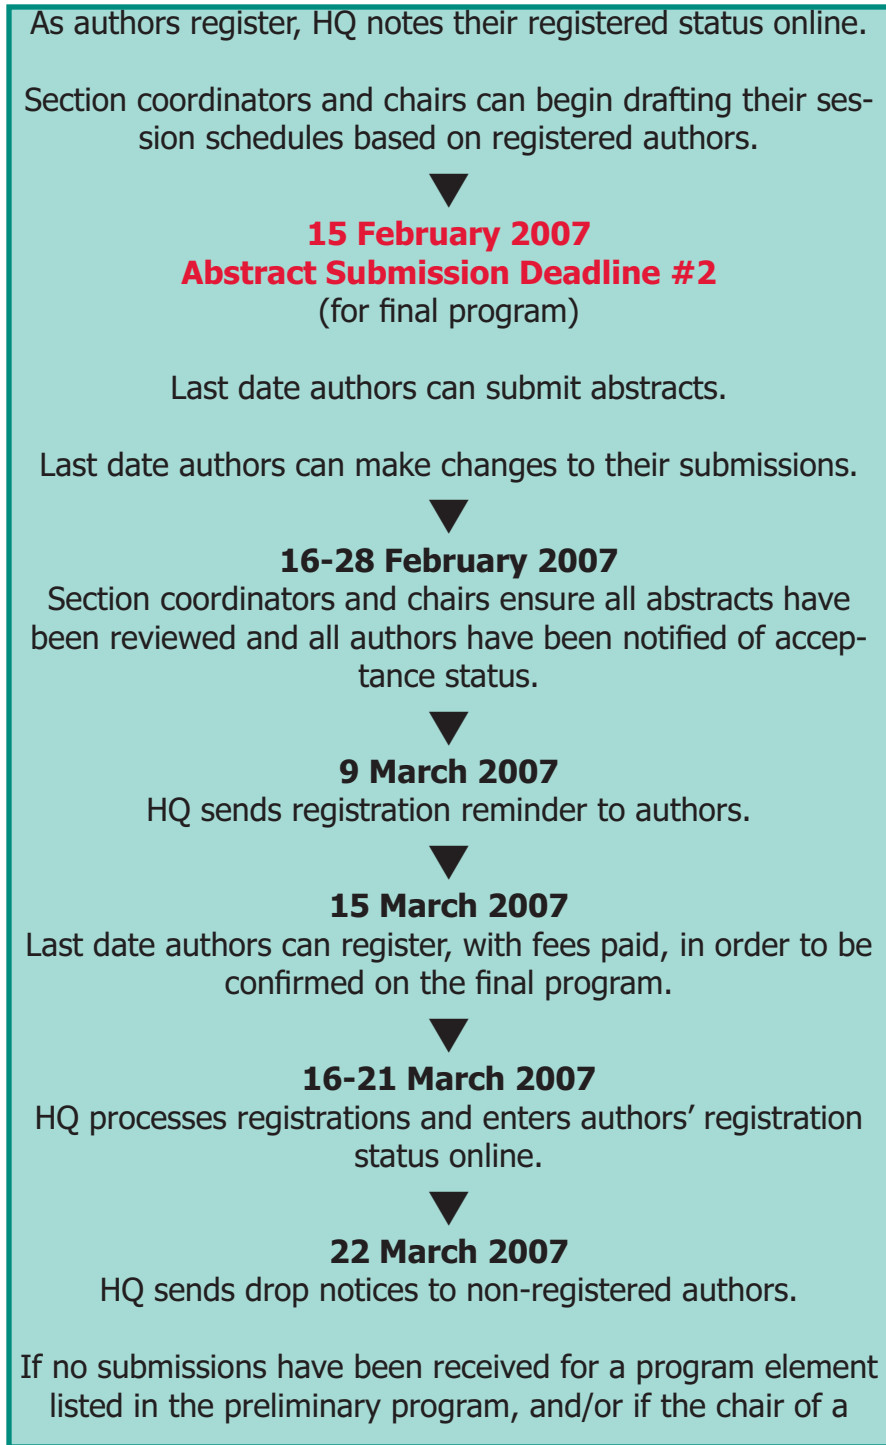 As authors register, HQ notes their registered status online.
Section coordinators and chairs can begin drafting their ses-
sion schedules based on registered authors.
15 February 2007
Abstract Submission Deadline #2
(for final program)
Last date authors can submit abstracts.
Last date authors can make changes to their submissions.
16-28 February 2007
Section coordinators and chairs ensure all abstracts have
been reviewed and all authors have been notified of accep-
tance status.
9 March 2007
HQ sends registration reminder to authors.
15 March 2007
Last date authors can register, with fees paid, in order to be
confirmed on the final program.
16-21 March 2007
HQ processes registrations and enters authors’ registration
status online.
22 March 2007
HQ sends drop notices to non-registered authors.
If no submissions have been received for a program element
listed in the preliminary program, and/or if the chair of a